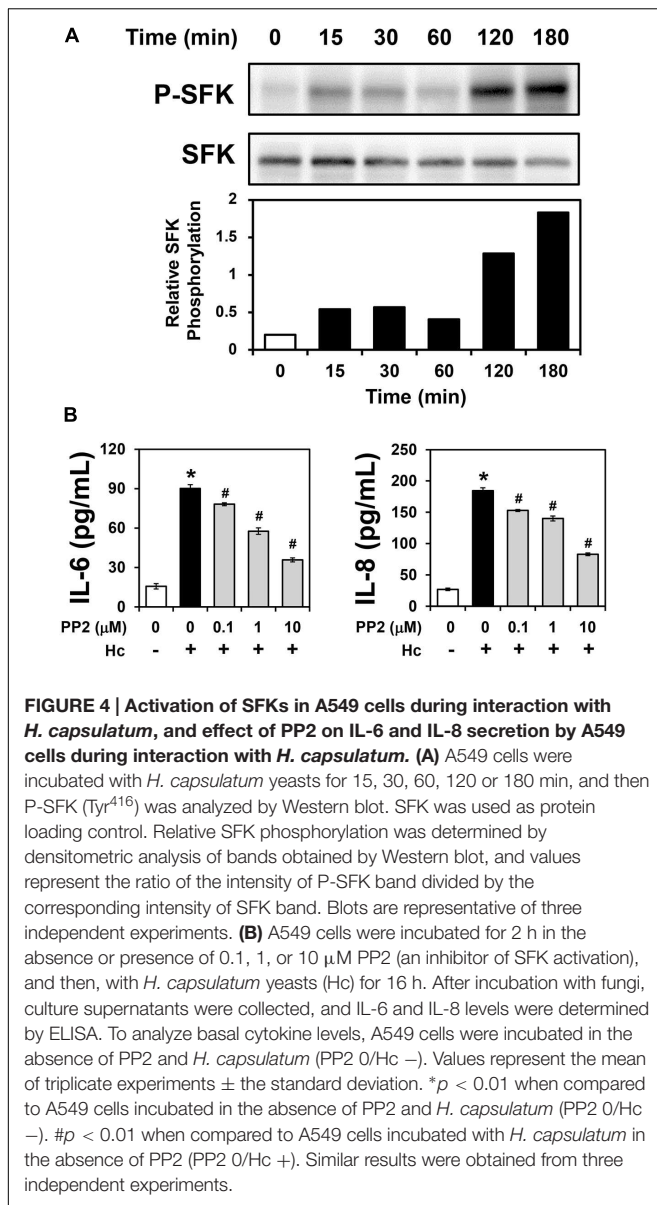 A
Time (min) 0 15 30 60 120 180
P-SFK
SFK
Relative SFK
Phosphorylation
2
1.5
1
0.5
0
0 15 30 60 120 180
Time (min)
B
IL-6 (pg/mL)
120
90
60
30
0
* # # #
PP2 (μM) 0 0 0.1 1 10
Hc - + + + +
IL-8 (pg/mL)
250
200
150
100
50
0
* # # #
PP2 (μM) 0 0 0.1 1 10
Hc - + + + +
FIGURE 4 | Activation of SFKs in A549 cells during interaction with
H. capsulatum, and effect of PP2 on IL-6 and IL-8 secretion by A549
cells during interaction with H. capsulatum. (A) A549 cells were
incubated with H. capsulatum yeasts for 15, 30, 60, 120 or 180 min, and then
P-SFK (Tyr416) was analyzed by Western blot. SFK was used as protein
loading control. Relative SFK phosphorylation was determined by
densitometric analysis of bands obtained by Western blot, and values
represent the ratio of the intensity of P-SFK band divided by the
corresponding intensity of SFK band. Blots are representative of three
independent experiments. (B) A549 cells were incubated for 2 h in the
absence or presence of 0.1, 1, or 10 μM PP2 (an inhibitor of SFK activation),
and then, with H. capsulatum yeasts (Hc) for 16 h. After incubation with fungi,
culture supernatants were collected, and IL-6 and IL-8 levels were determined
by ELISA. To analyze basal cytokine levels, A549 cells were incubated in the
absence of PP2 and H. capsulatum (PP2 0/Hc −). Values represent the mean
of triplicate experiments ± the standard deviation. *p < 0.01 when compared
to A549 cells incubated in the absence of PP2 and H. capsulatum (PP2 0/Hc
−). #p < 0.01 when compared to A549 cells incubated with H. capsulatum in
the absence of PP2 (PP2 0/Hc +). Similar results were obtained from three
independent experiments.